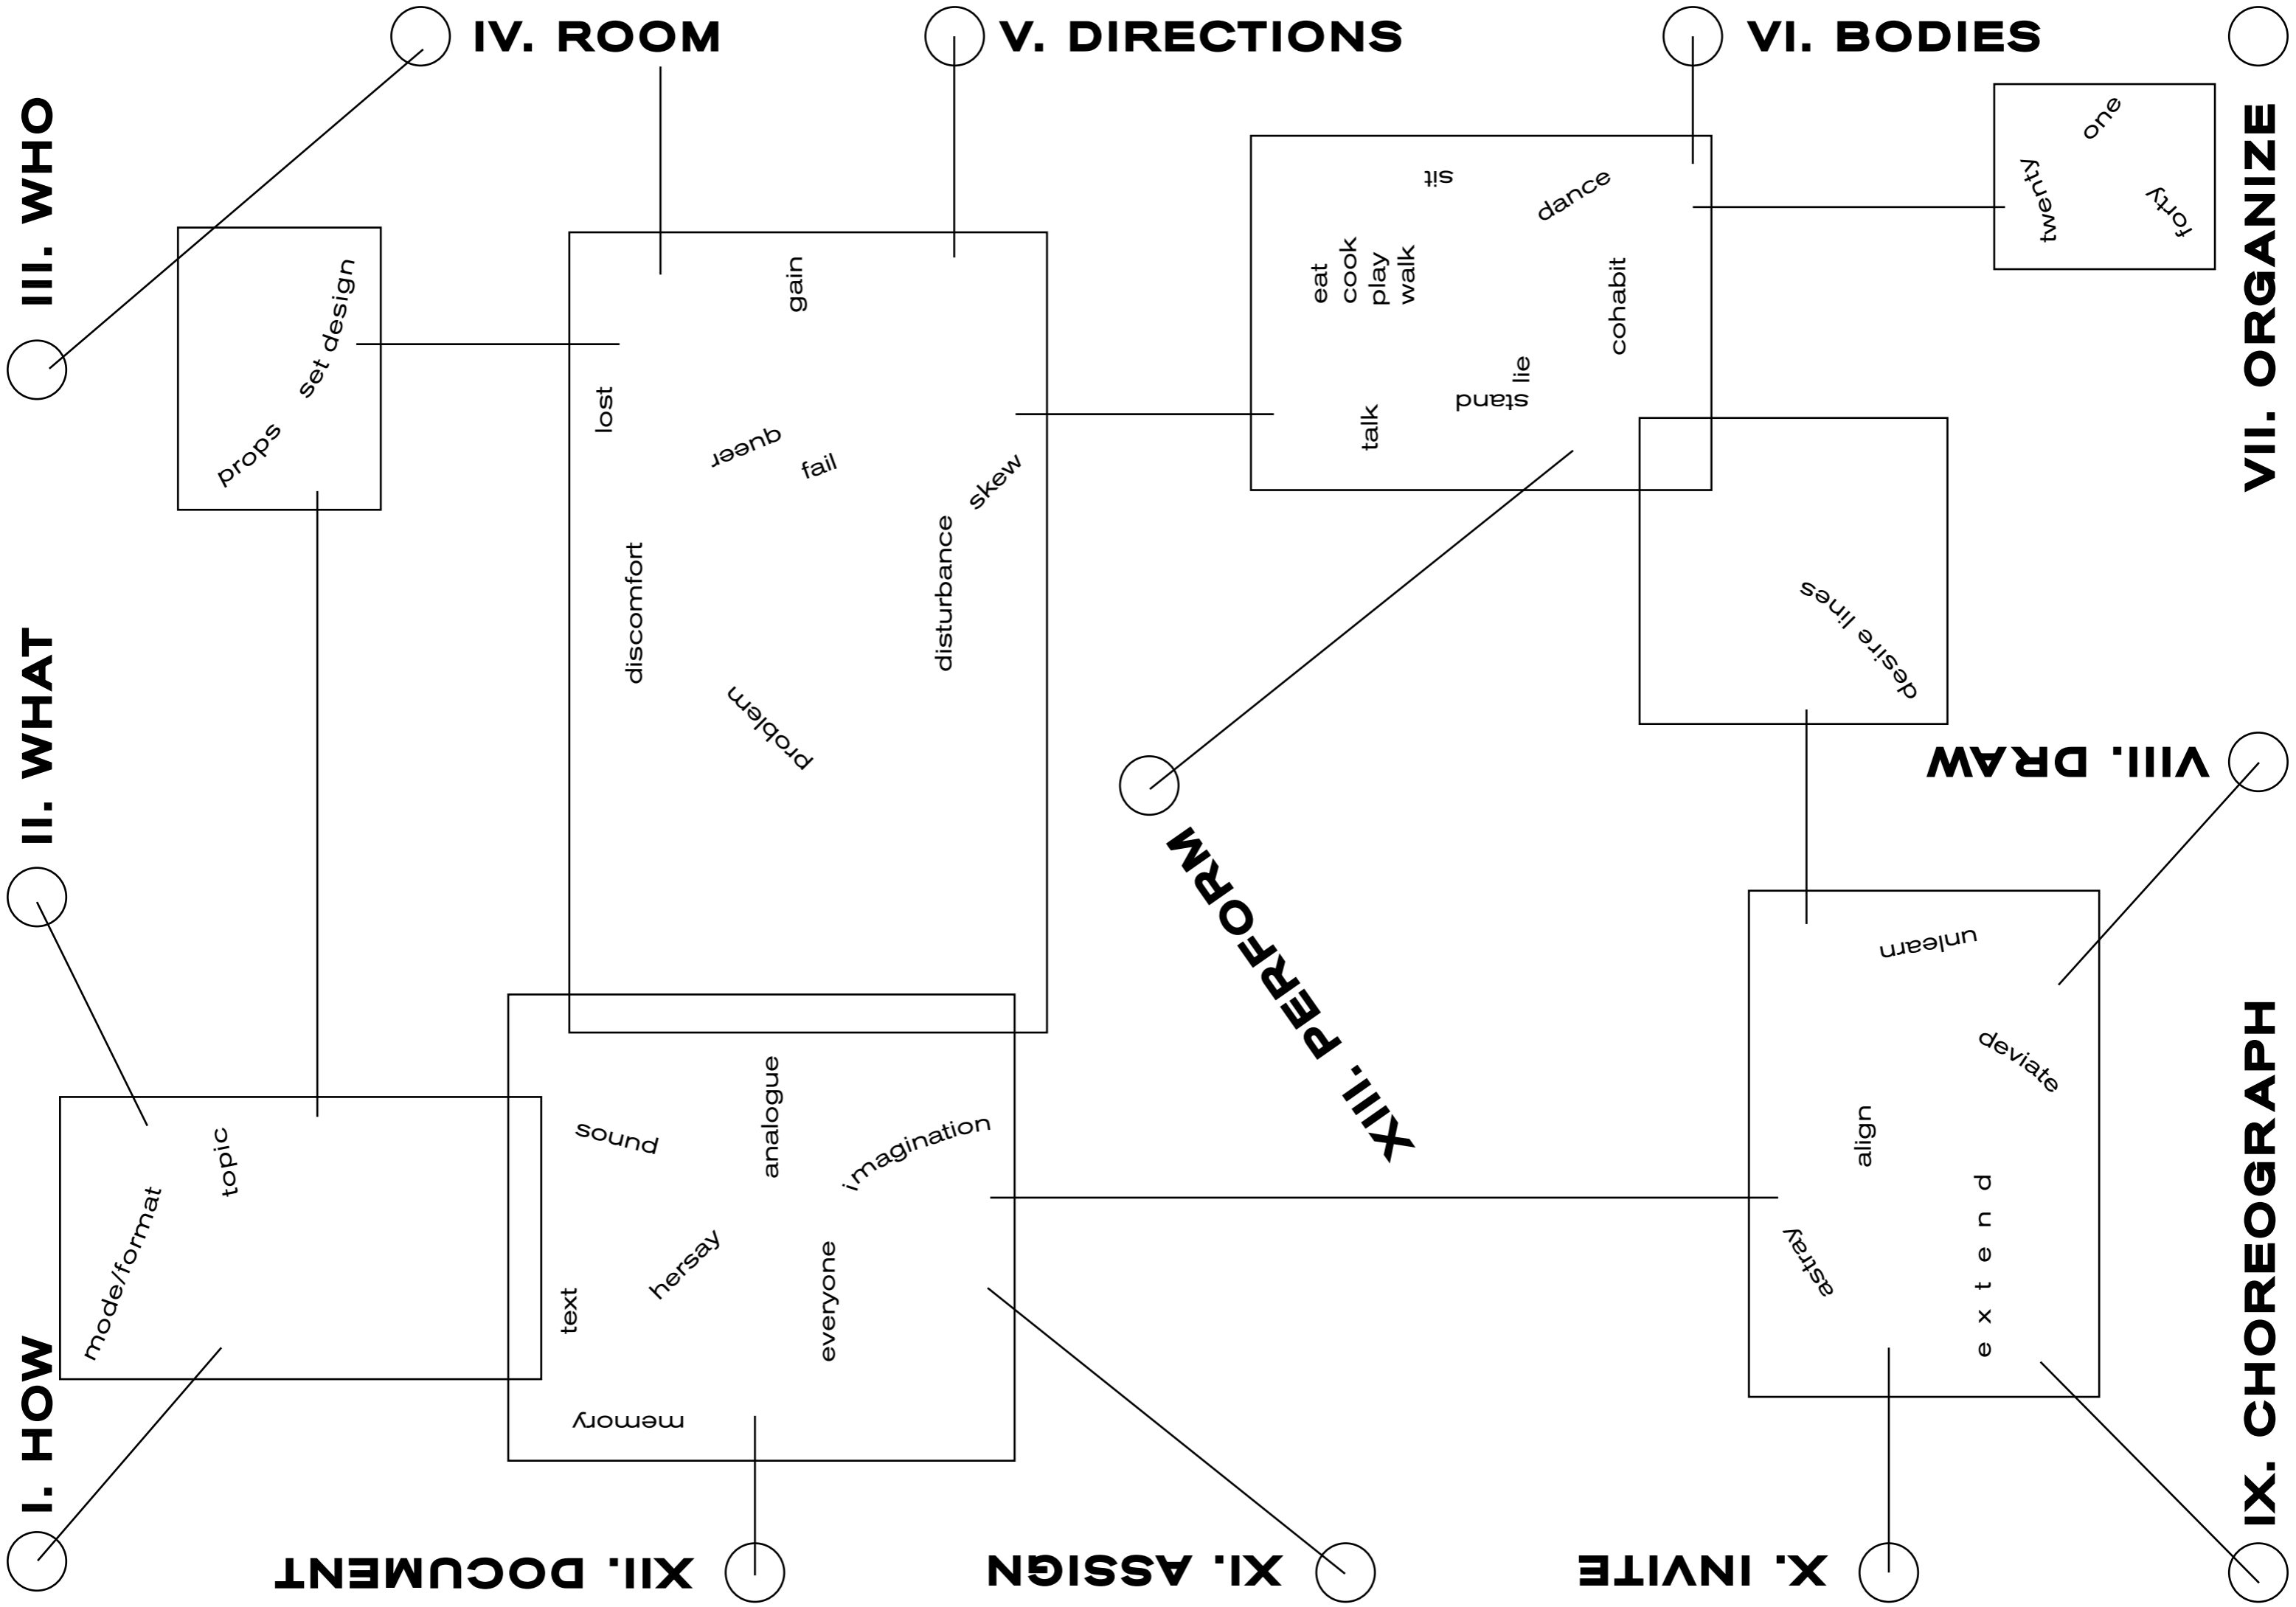 I. HOW
II. WHAT
III. WHO
IV. ROOM
V. DIRECTIONS
VI. BODIES
VII. ORGANIZE
VIII. DRAW
IX. CHOREOGRAPH
X. INVITE
XI. ASSIGN
XII. DOCUMENT
XIII. PERFORM
props
set design
gain
lost
queer
fail
skew
discomfort
disturbance
problem
sit
dance
eat
cook
play
walk
cohabit
lie
stand
talk
one
twenty
forty
desire lines
unlearn
deviate
align
extend
astray
mode/format
topic
sound
analogue
imagination
hersay
text
everyone
memory